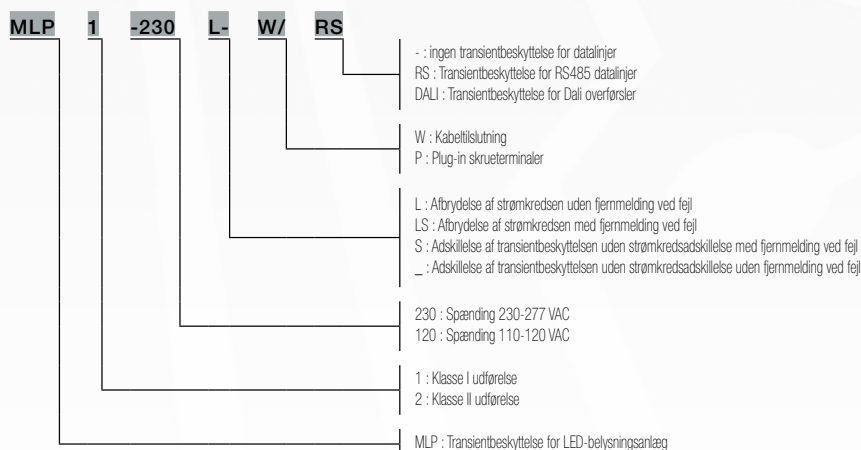 MLP 1 -230 L- W/ RS
- : ingen transientbeskyttelse for datalinjer
RS : Transientbeskyttelse for RS485 datalinjer
DALI : Transientbeskyttelse for Dali overførsler
W : Kabeltilslutning
P : Plug-in skrueterminaler
L : Afbrydelse af strømkredsen uden fjernmelding ved fejl
LS : Afbrydelse af strømkredsen med fjernmelding ved fejl
S : Adskillelse af transientbeskyttelsen uden strømkredsadskillelse med fjernmelding ved fejl
_ : Adskillelse af transientbeskyttelsen uden strømkredsadskillelse uden fjernmelding ved fejl
230 : Spænding 230-277 VAC
120 : Spænding 110-120 VAC
1 : Klasse I udførelse
2 : Klasse II udførelse
MLP : Transientbeskyttelse for LED-belysningsanlæg